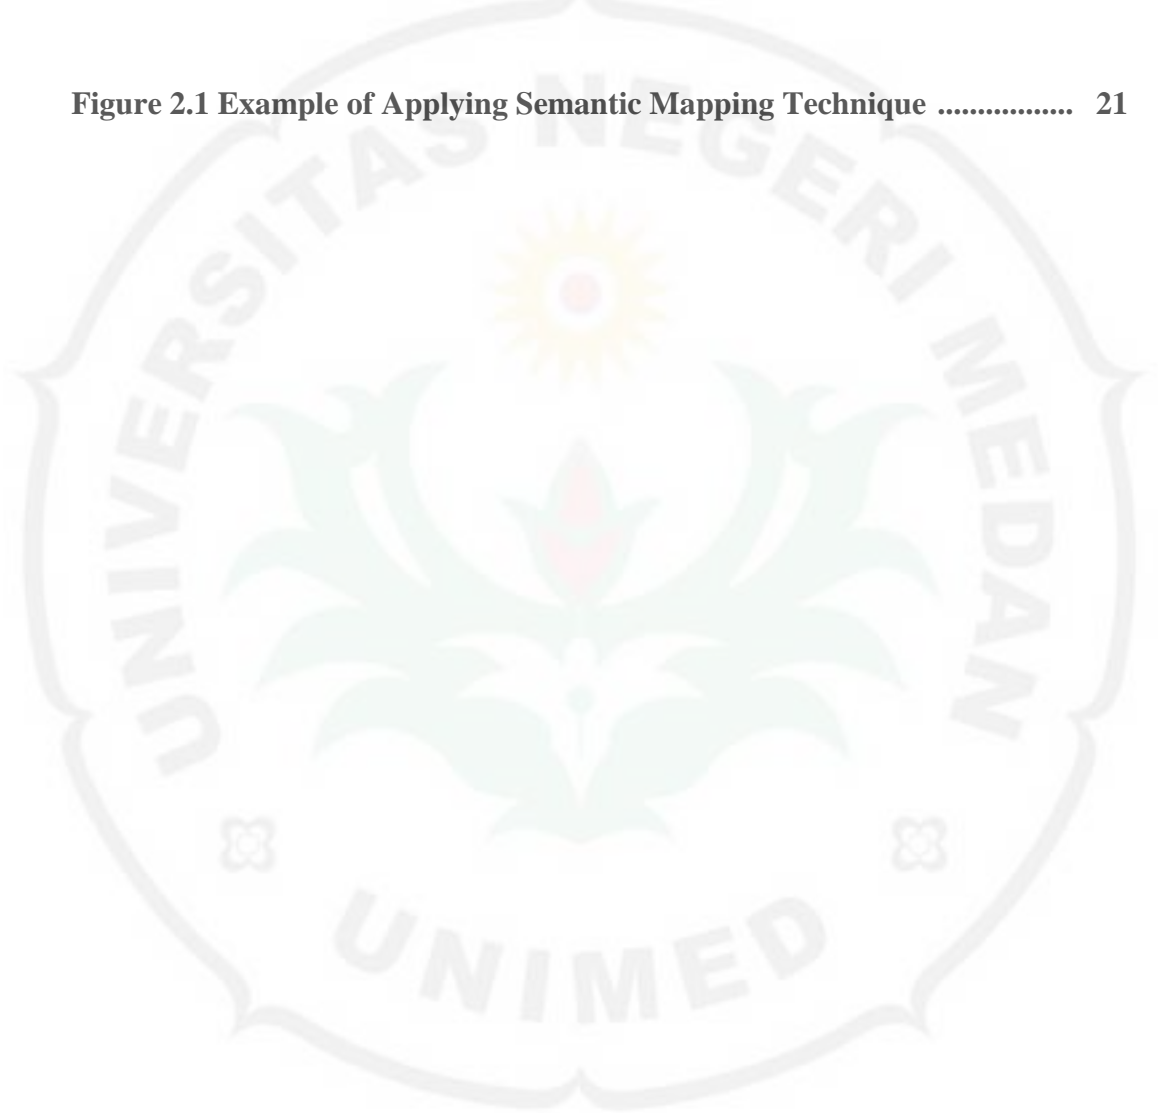 Figure 2.1 Example of Applying Semantic Mapping Technique ................. 21
UNIVERSITAS NEGERI MEDAN
UNIMED